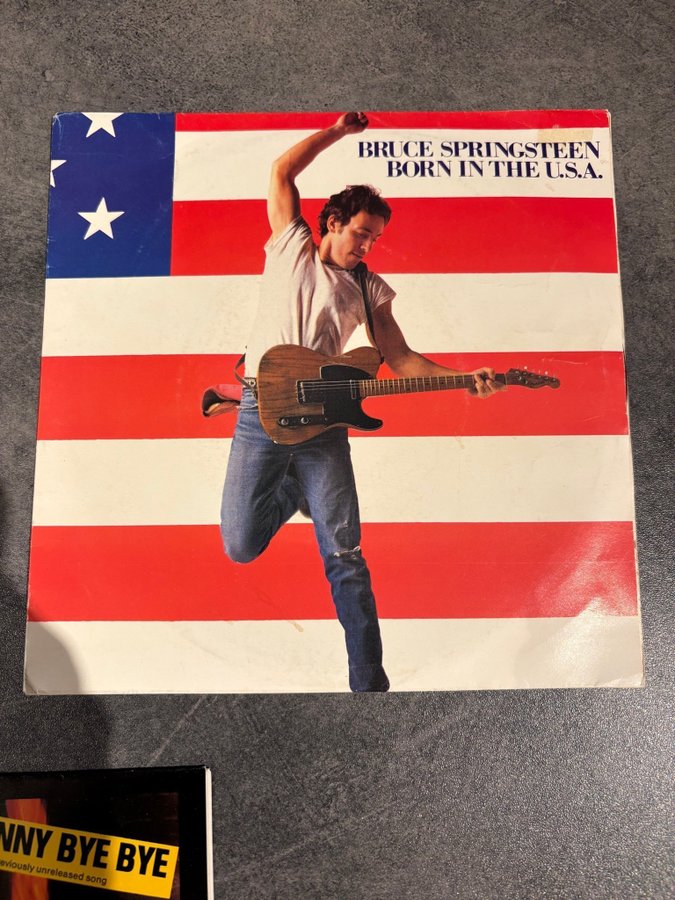 BRUCE SPRINGSTEEN
BORN IN THE U.S.A.
NNY BYE BYE
eviously unreleased song